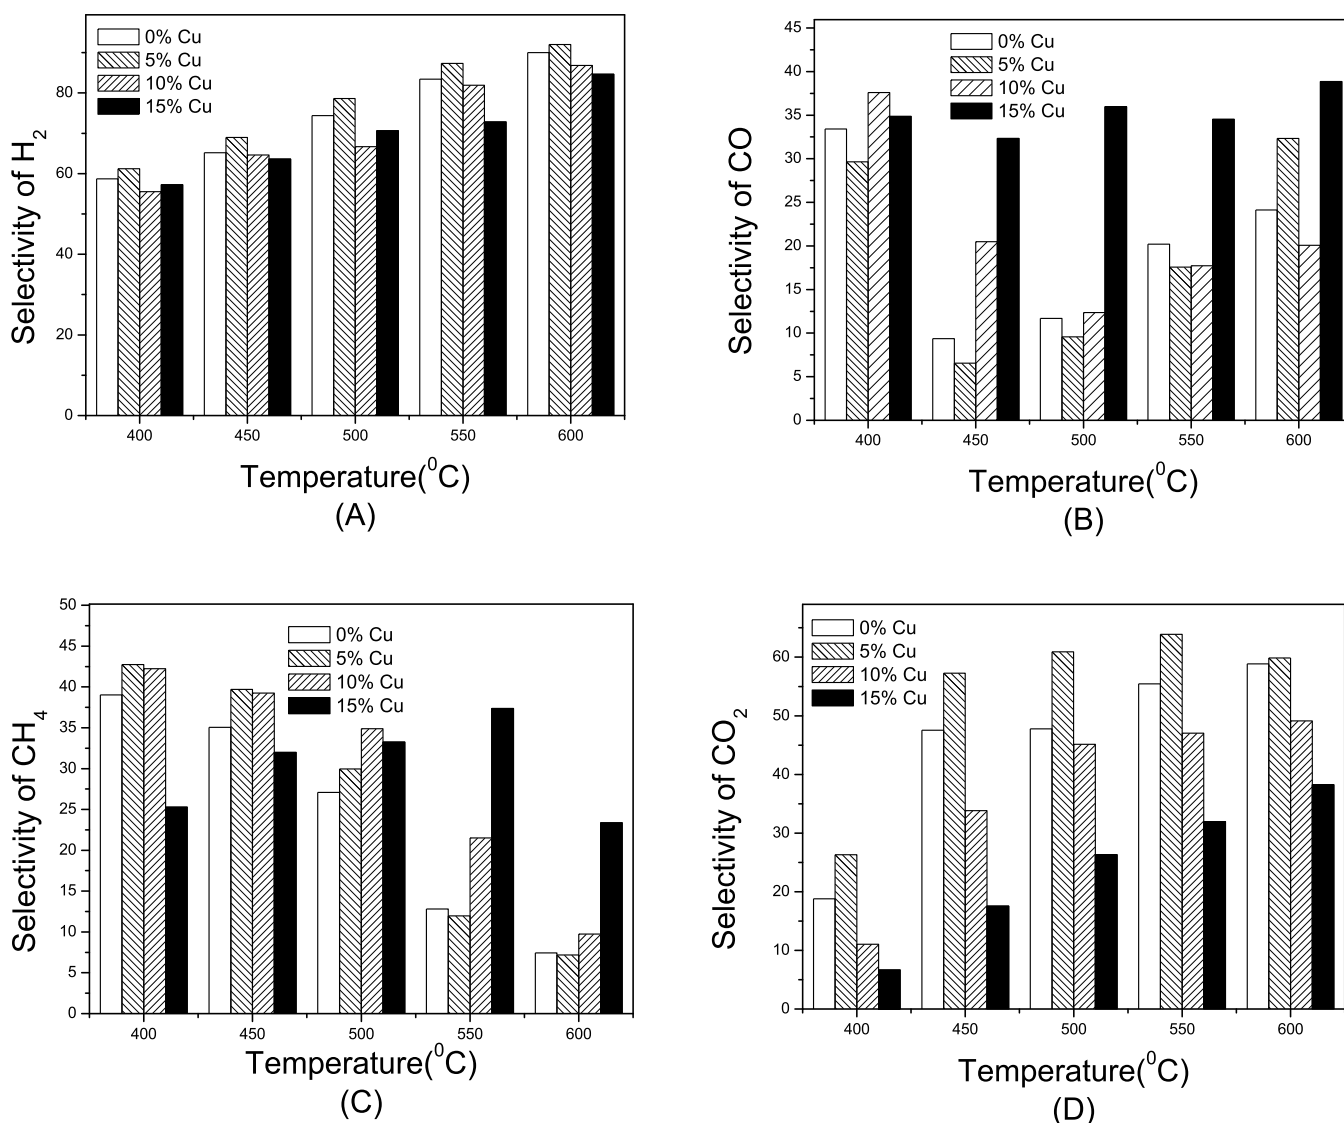 0% Cu
5% Cu
10% Cu
15% Cu
80
60
40
20
0
Selectivity of H2
400 450 500 550 600
Temperature(0C)
(A)
0% Cu
5% Cu
10% Cu
15% Cu
45
40
35
30
25
20
15
10
5
0
Selectivity of CO
400 450 500 550 600
Temperature(0C)
(B)
0% Cu
5% Cu
10% Cu
15% Cu
50
45
40
35
30
25
20
15
10
5
0
Selectivity of CH4
400 450 500 550 600
Temperature(0C)
(C)
0% Cu
5% Cu
10% Cu
15% Cu
60
50
40
30
20
10
0
Selectivity of CO2
400 450 500 550 600
Temperature(0C)
(D)